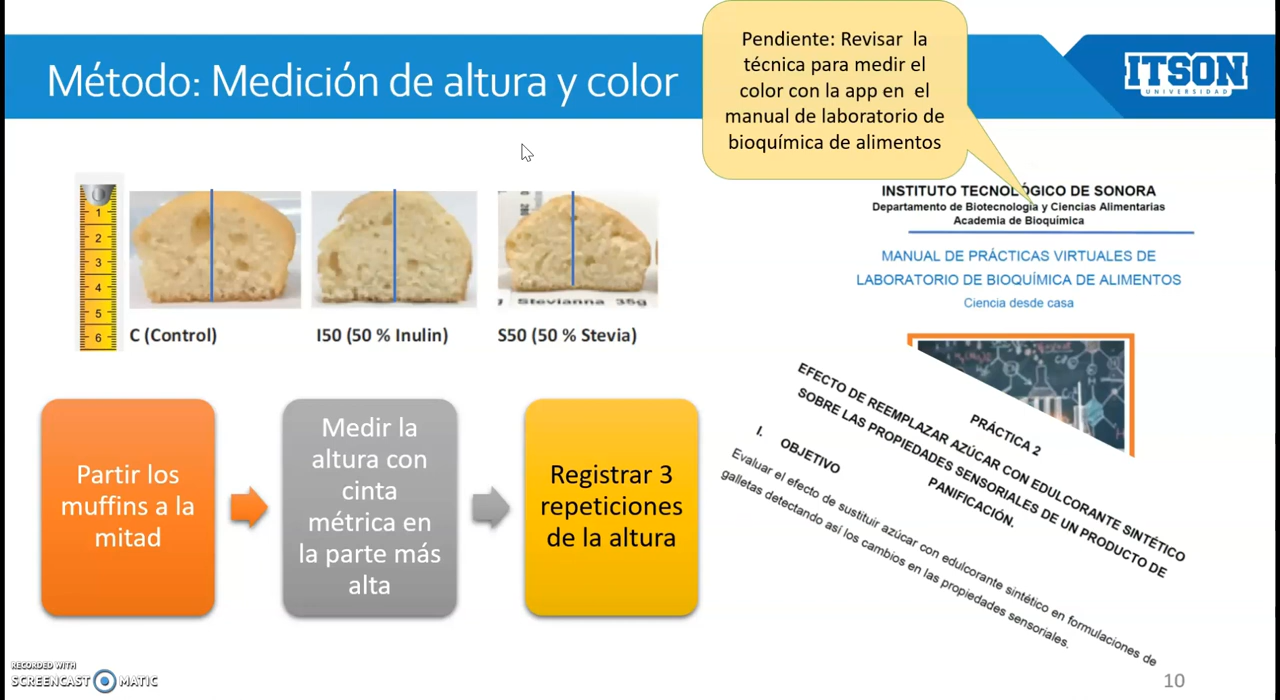 Método: Medición de altura y color
Pendiente: Revisar la
técnica para medir el
color con la app en el
manual de laboratorio de
bioquímica de alimentos
ITSON
UNIVERSIDAD
1
2
3
4
5
6
Stevianna 35g
C (Control)
I50 (50 % Inulin)
S50 (50 % Stevia)
INSTITUTO TECNOLÓGICO DE SONORA
Departamento de Biotecnología y Ciencias Alimentarias
Academia de Bioquímica
MANUAL DE PRÁCTICAS VIRTUALES DE
LABORATORIO DE BIOQUÍMICA DE ALIMENTOS
Ciencia desde casa
PRÁCTICA 2
EFECTO DE REEMPLAZAR AZÚCAR CON EDULCORANTE SINTÉTICO
SOBRE LAS PROPIEDADES SENSORIALES DE UN PRODUCTO DE
PANIFICACIÓN.
I. OBJETIVO
Evaluar el efecto de sustituir azúcar con edulcorante sintético en formulaciones de
galletas detectando así los cambios en las propiedades sensoriales.
Partir los
muffins a la
mitad
Medir la
altura con
cinta
métrica en
la parte más
alta
Registrar 3
repeticiones
de la altura
RECORDED WITH
SCREENCAST MATIC
10